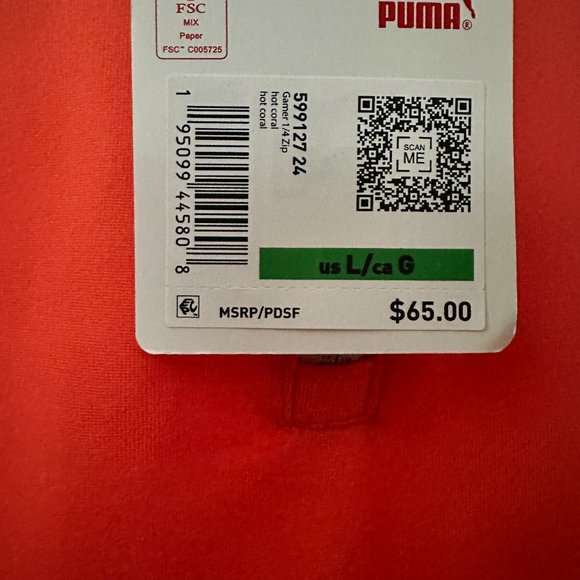 FSC
MIX
Paper
FSC™ C005725
PUMA®
1 95099 44580 8
599127 24
Gamer 1/4 Zip
hot coral
hot coral
SCAN
ME
us L/ca G
MSRP/PDSF
$65.00